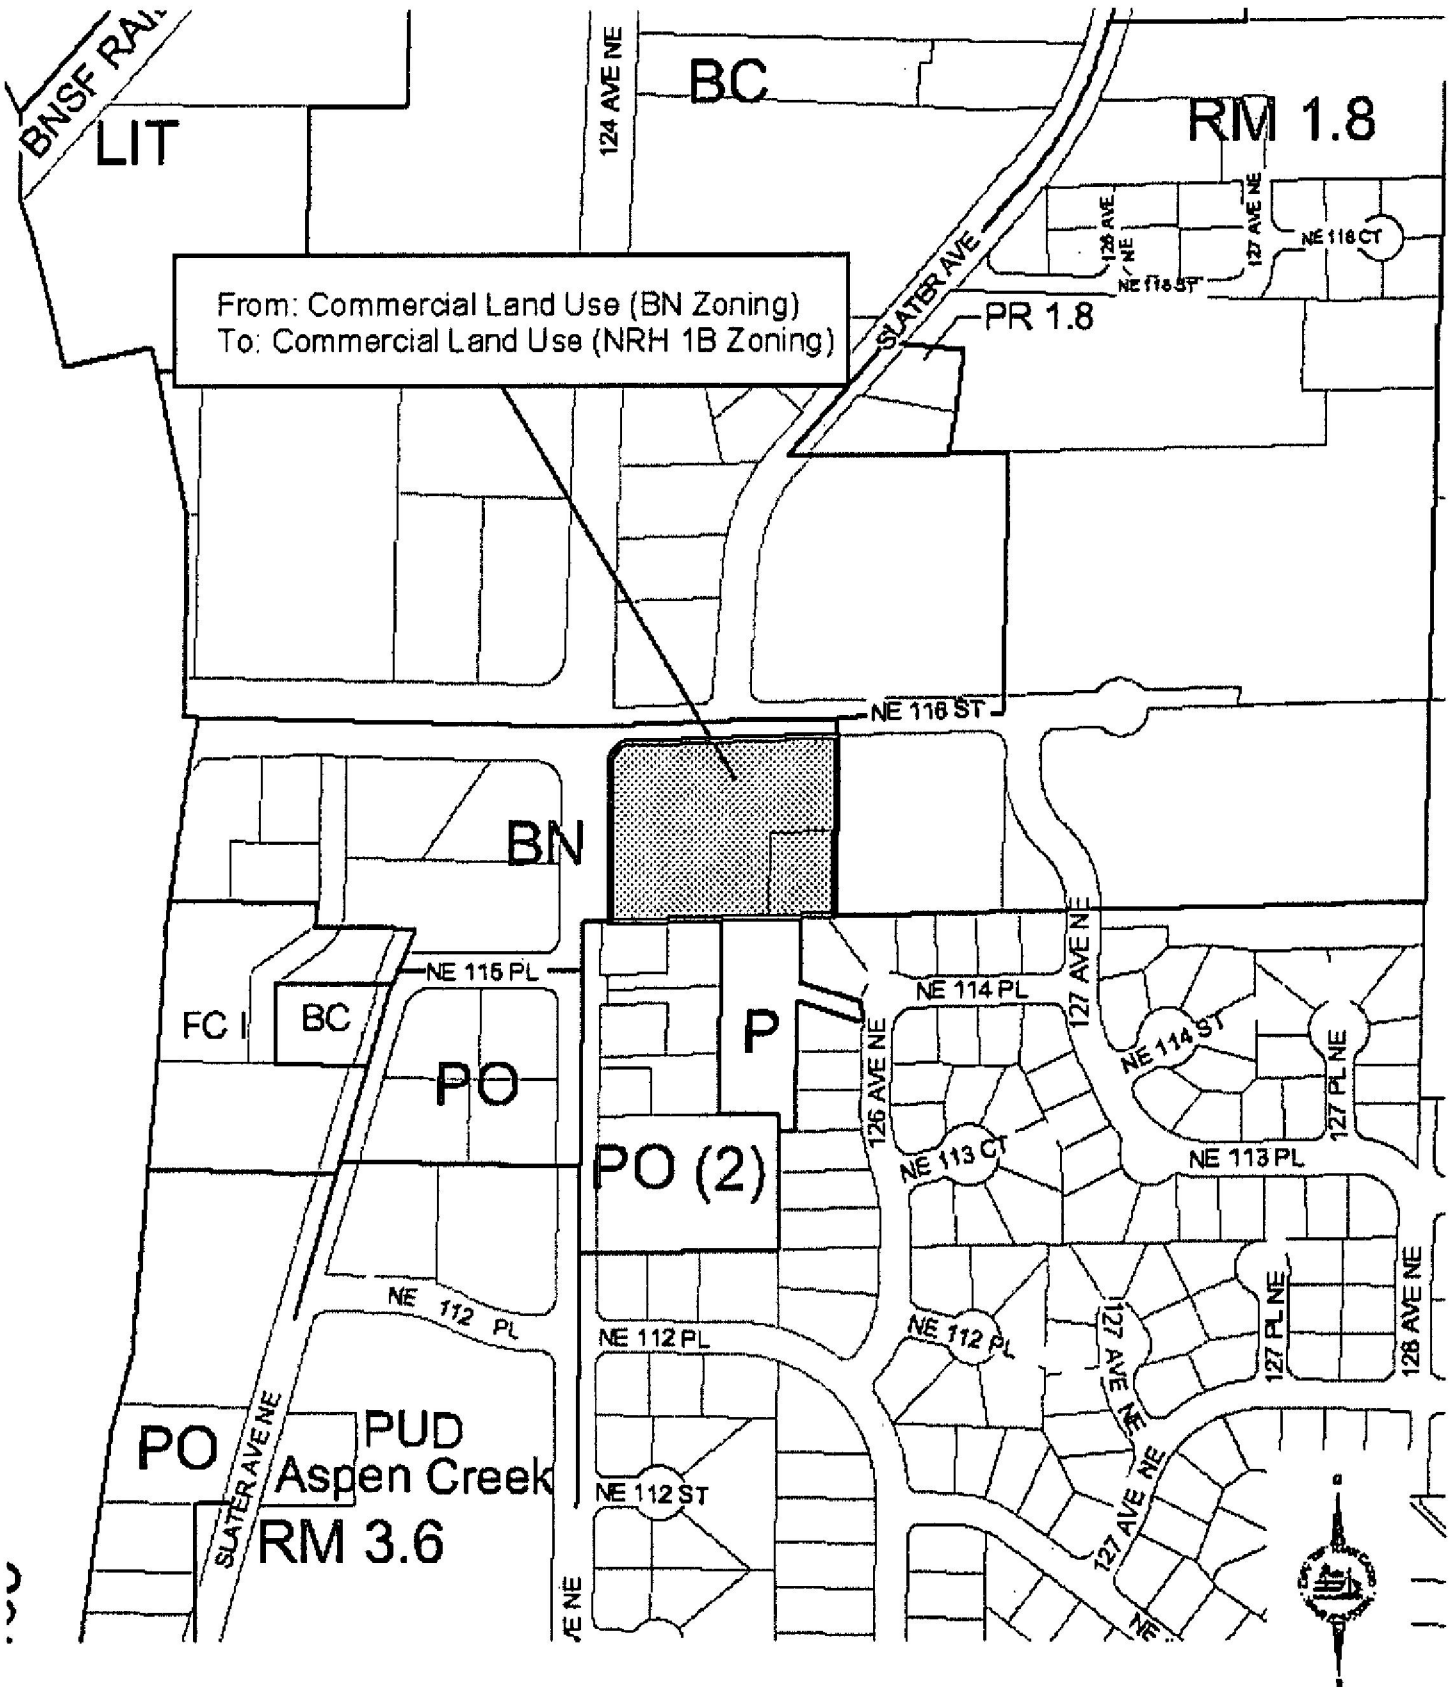 BNSF RAI
LIT
124 AVE NE
BC
RM 1.8
126 AVE
NE
127 AVE NE
NE 118 CT
NE 118 ST
SLATER AVE
PR 1.8
From: Commercial Land Use (BN Zoning)
To: Commercial Land Use (NRH 1B Zoning)
NE 116 ST
BN
NE 115 PL
FC I
BC
PO
P
PO (2)
NE 114 PL
127 AVE NE
NE 114 ST
127 PL NE
126 AVE NE
NE 113 CT
NE 113 PL
NE 112 PL
NE 112 PL
NE 112 PL
127 AVE NE
127 PL NE
128 AVE NE
PO
SLATER AVE NE
PUD
Aspen Creek
RM 3.6
NE 112 ST
127 AVE NE
VE NE
NE